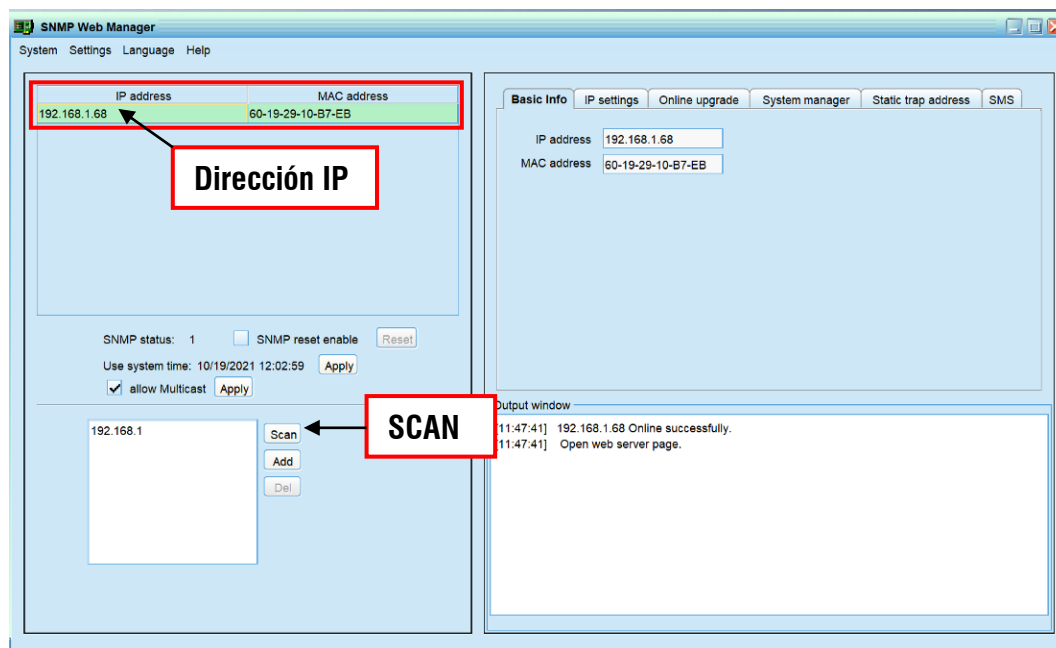 SNMP Web Manager
System Settings Language Help
IP address MAC address
192.168.1.68 60-19-29-10-B7-EB
Dirección IP
SNMP status: 1 SNMP reset enable Reset
Use system time: 10/19/2021 12:02:59 Apply
allow Multicast Apply
192.168.1
Scan
SCAN
Add
Del
Basic Info IP settings Online upgrade System manager Static trap address SMS
IP address 192.168.1.68
MAC address 60-19-29-10-B7-EB
Output window
11:47:41] 192.168.1.68 Online successfully.
11:47:41] Open web server page.